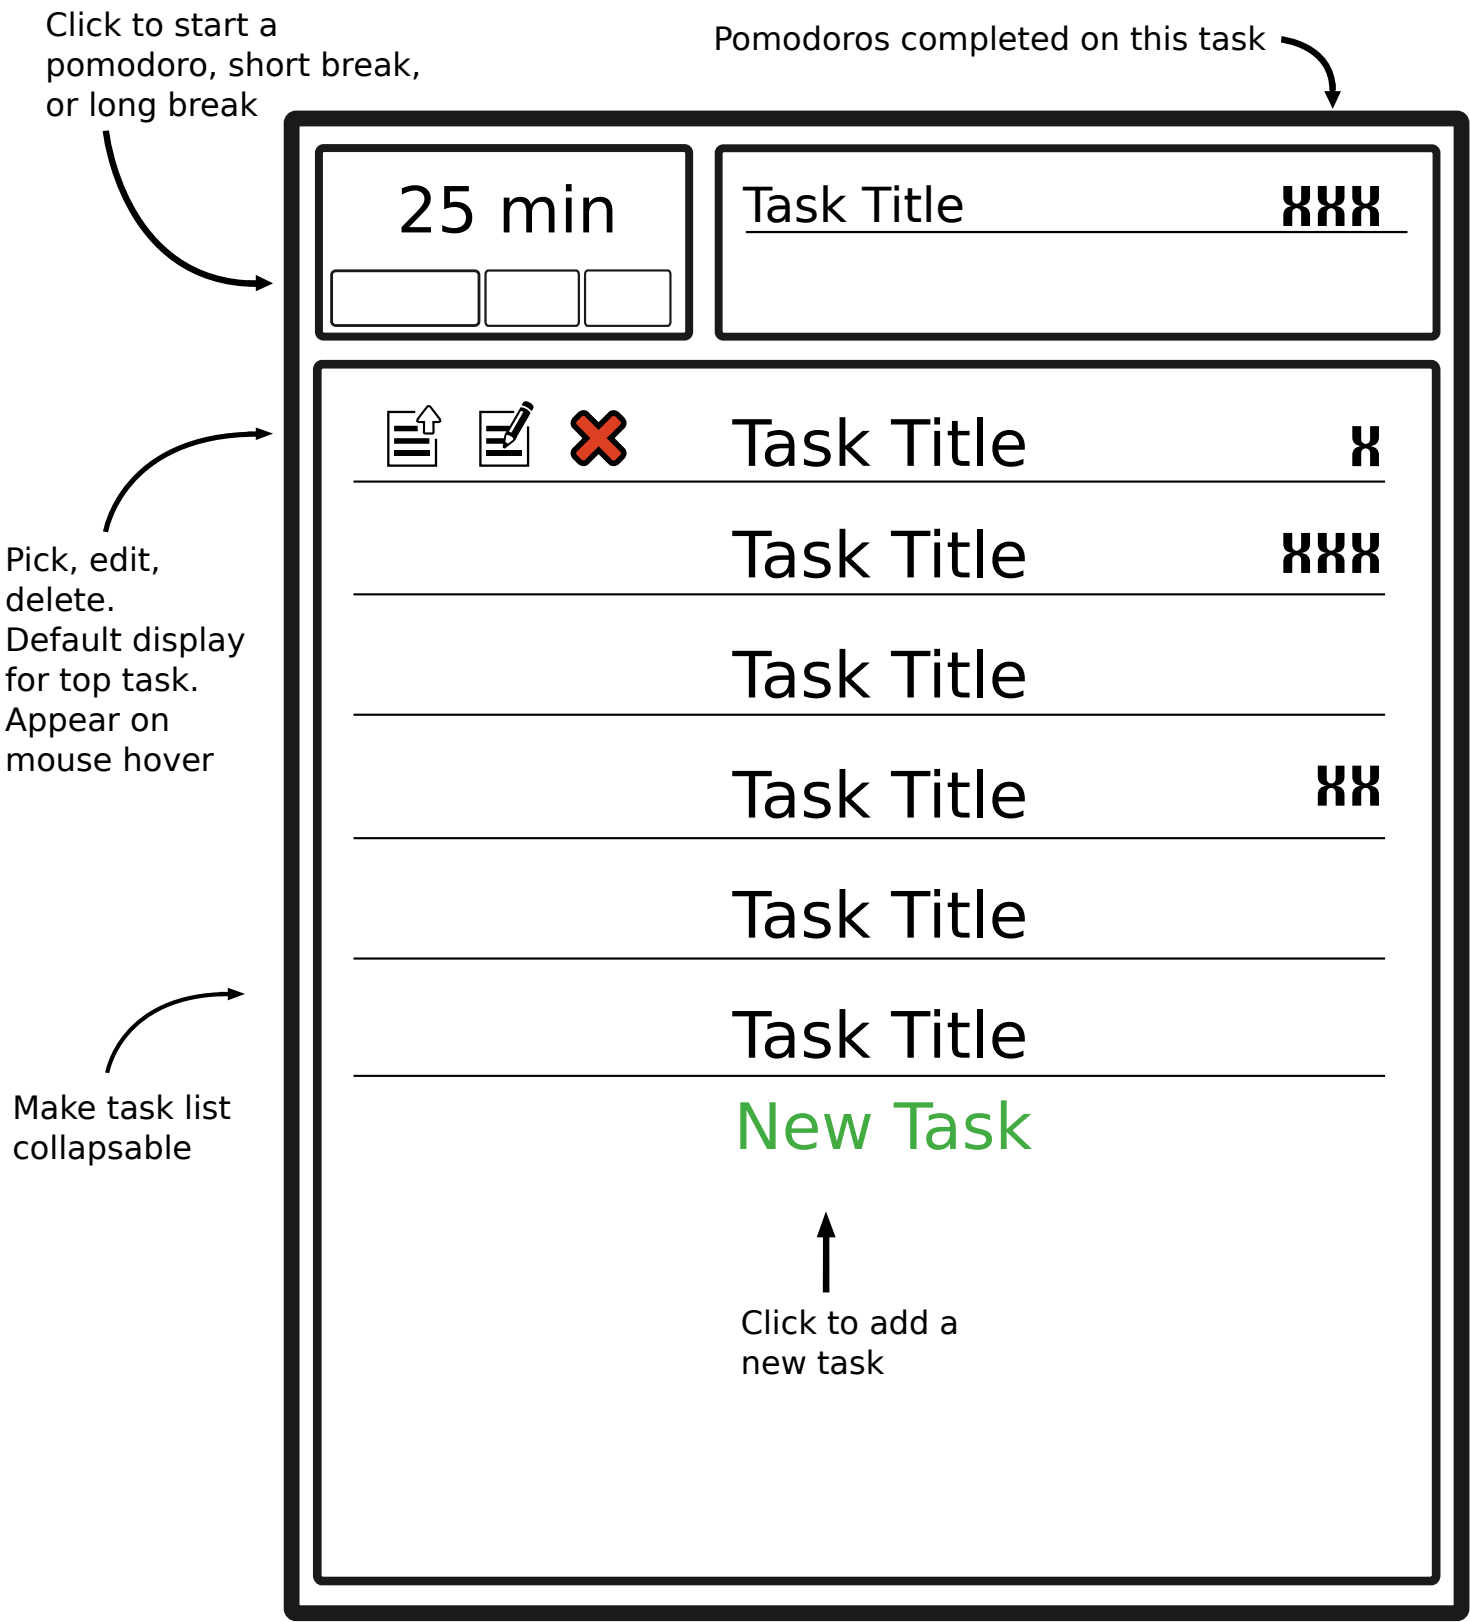 Click to start a
pomodoro, short break,
or long break
Pomodoros completed on this task
25 min
Task Title XXX
Task Title X
Task Title XXX
Pick, edit,
delete.
Default display
for top task.
Appear on
mouse hover
Task Title
Task Title XX
Task Title
Task Title
Make task list
collapsable
New Task
Click to add a
new task